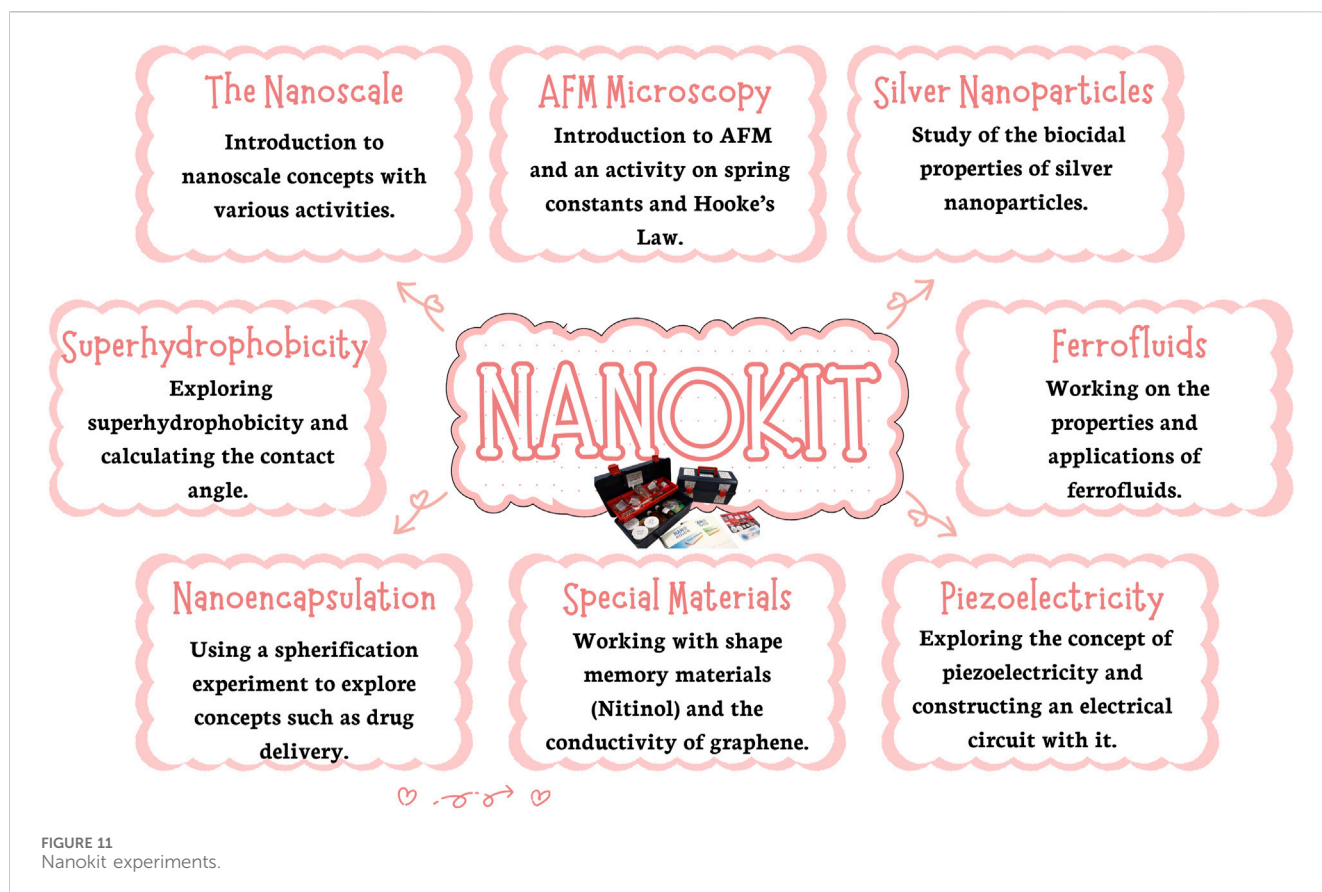 The Nanoscale
Introduction to
nanoscale concepts with
various activities.
AFM Microscopy
Introduction to AFM
and an activity on spring
constants and Hooke's
Law.
Silver Nanoparticles
Study of the biocidal
properties of silver
nanoparticles.
Superhydrophobicity
Exploring
superhydrophobicity and
calculating the contact
angle.
NANOKIT
Ferrofluids
Working on the
properties and
applications of
ferrofluids.
Nanoencapsulation
Using a spherification
experiment to explore
concepts such as drug
delivery.
Special Materials
Working with shape
memory materials
(Nitinol) and the
conductivity of graphene.
Piezoelectricity
Exploring the concept of
piezoelectricity and
constructing an electrical
circuit with it.
FIGURE 11
Nanokit experiments.